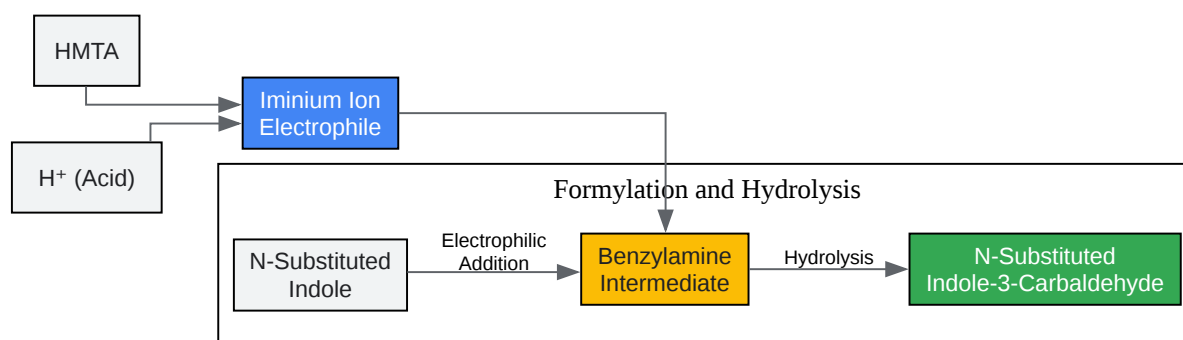 HMTA
H⁺ (Acid)
Iminium Ion
Electrophile
Formylation and Hydrolysis
N-Substituted
Indole
Electrophilic
Addition
Benzylamine
Intermediate
Hydrolysis
N-Substituted
Indole-3-Carbaldehyde